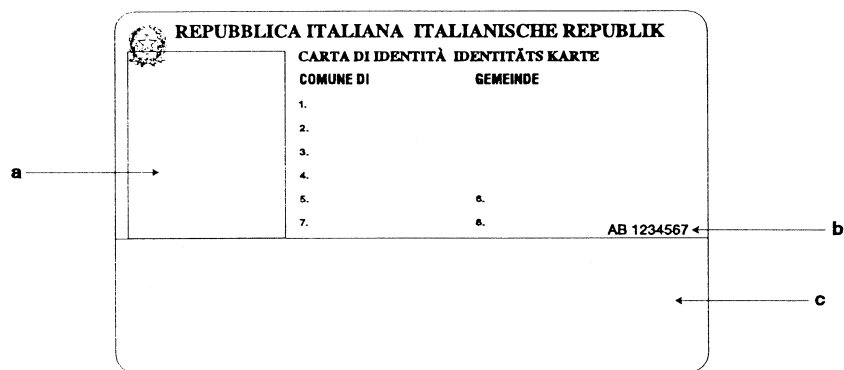 REPUBBLICA ITALIANA ITALIANISCHE REPUBLIK
CARTA DI IDENTITÀ IDENTITÄTS KARTE
COMUNE DI GEMEINDE
1.
2.
3.
a
4.
5. 6.
7. 8.
AB 1234567 b
c